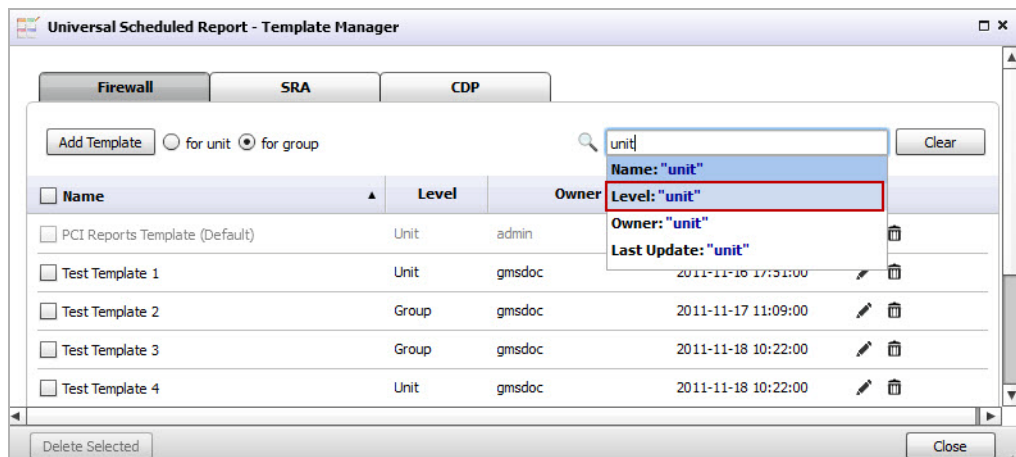 Universal Scheduled Report - Template Manager
Firewall SRA CDP
Add Template for unit for group unit Clear
Name: "unit"
Name Level Owner Level: "unit"
Owner: "unit"
PCI Reports Template (Default) Unit admin
Last Update: "unit"
Test Template 1 Unit gmsdoc 2011-11-16 17:51:00
Test Template 2 Group gmsdoc 2011-11-17 11:09:00
Test Template 3 Group gmsdoc 2011-11-18 10:22:00
Test Template 4 Unit gmsdoc 2011-11-18 10:22:00
Delete Selected Close